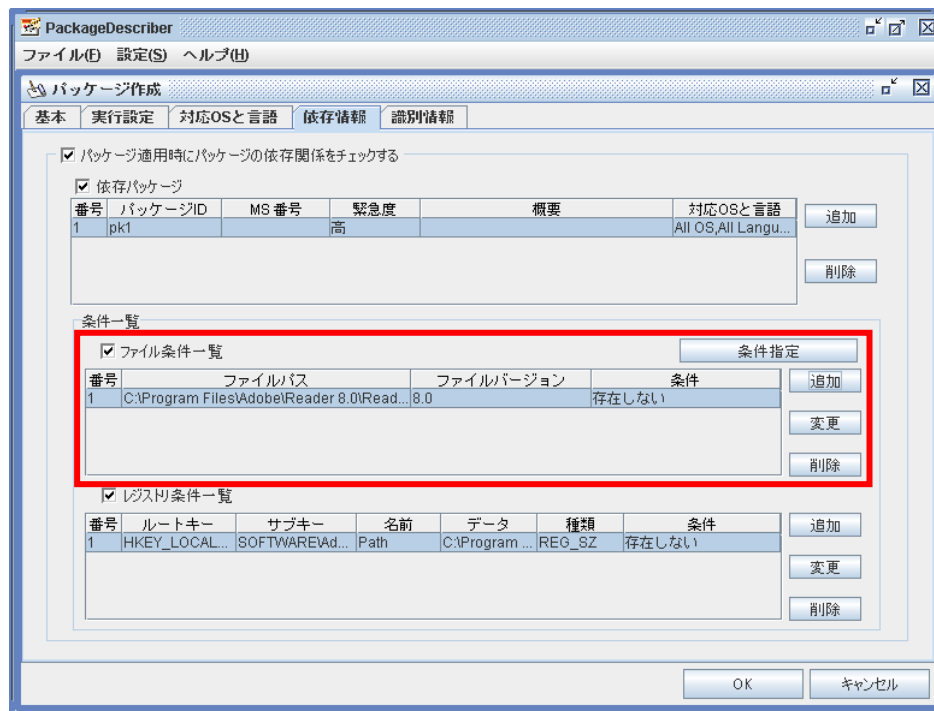 PackageDescriber
ファイル(F) 設定(S) ヘルプ(H)
パッケージ作成
基本 実行設定 対応OSと言語 依存情報 識別情報
パッケージ適用時にパッケージの依存関係をチェックする
依存パッケージ
番号 パッケージID MS番号 緊急度 概要 対応OSと言語
1 pk1 高 All OS,All Langu...
追加
削除
条件一覧
ファイル条件一覧 条件指定
番号 ファイルパス ファイルバージョン 条件
1 C:\Program Files\Adobe\Reader 8.0\Read... 8.0 存在しない
追加
変更
削除
レジストリ条件一覧
番号 ルートキー サブキー 名前 データ 種類 条件
1 HKEY_LOCAL... SOFTWARE\Ad... Path C:\Program ... REG_SZ 存在しない
追加
変更
削除
OK キャンセル